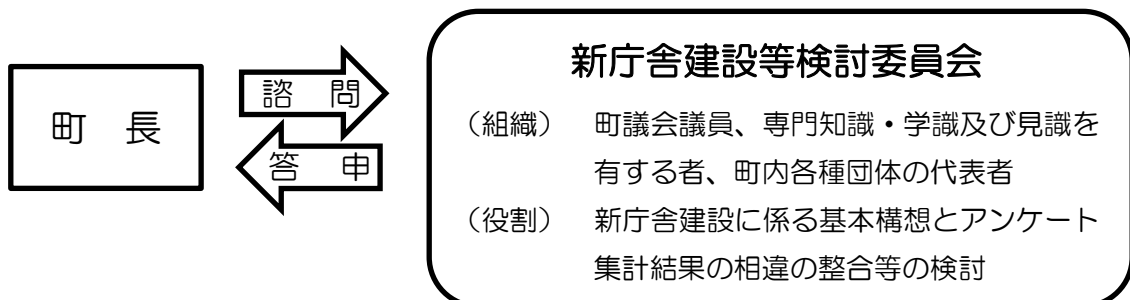 町　長
諮　問
答　申
新庁舎建設等検討委員会
（組織）　町議会議員、専門知識・学識及び見識を
有する者、町内各種団体の代表者
（役割）　新庁舎建設に係る基本構想とアンケート
集計結果の相違の整合等の検討